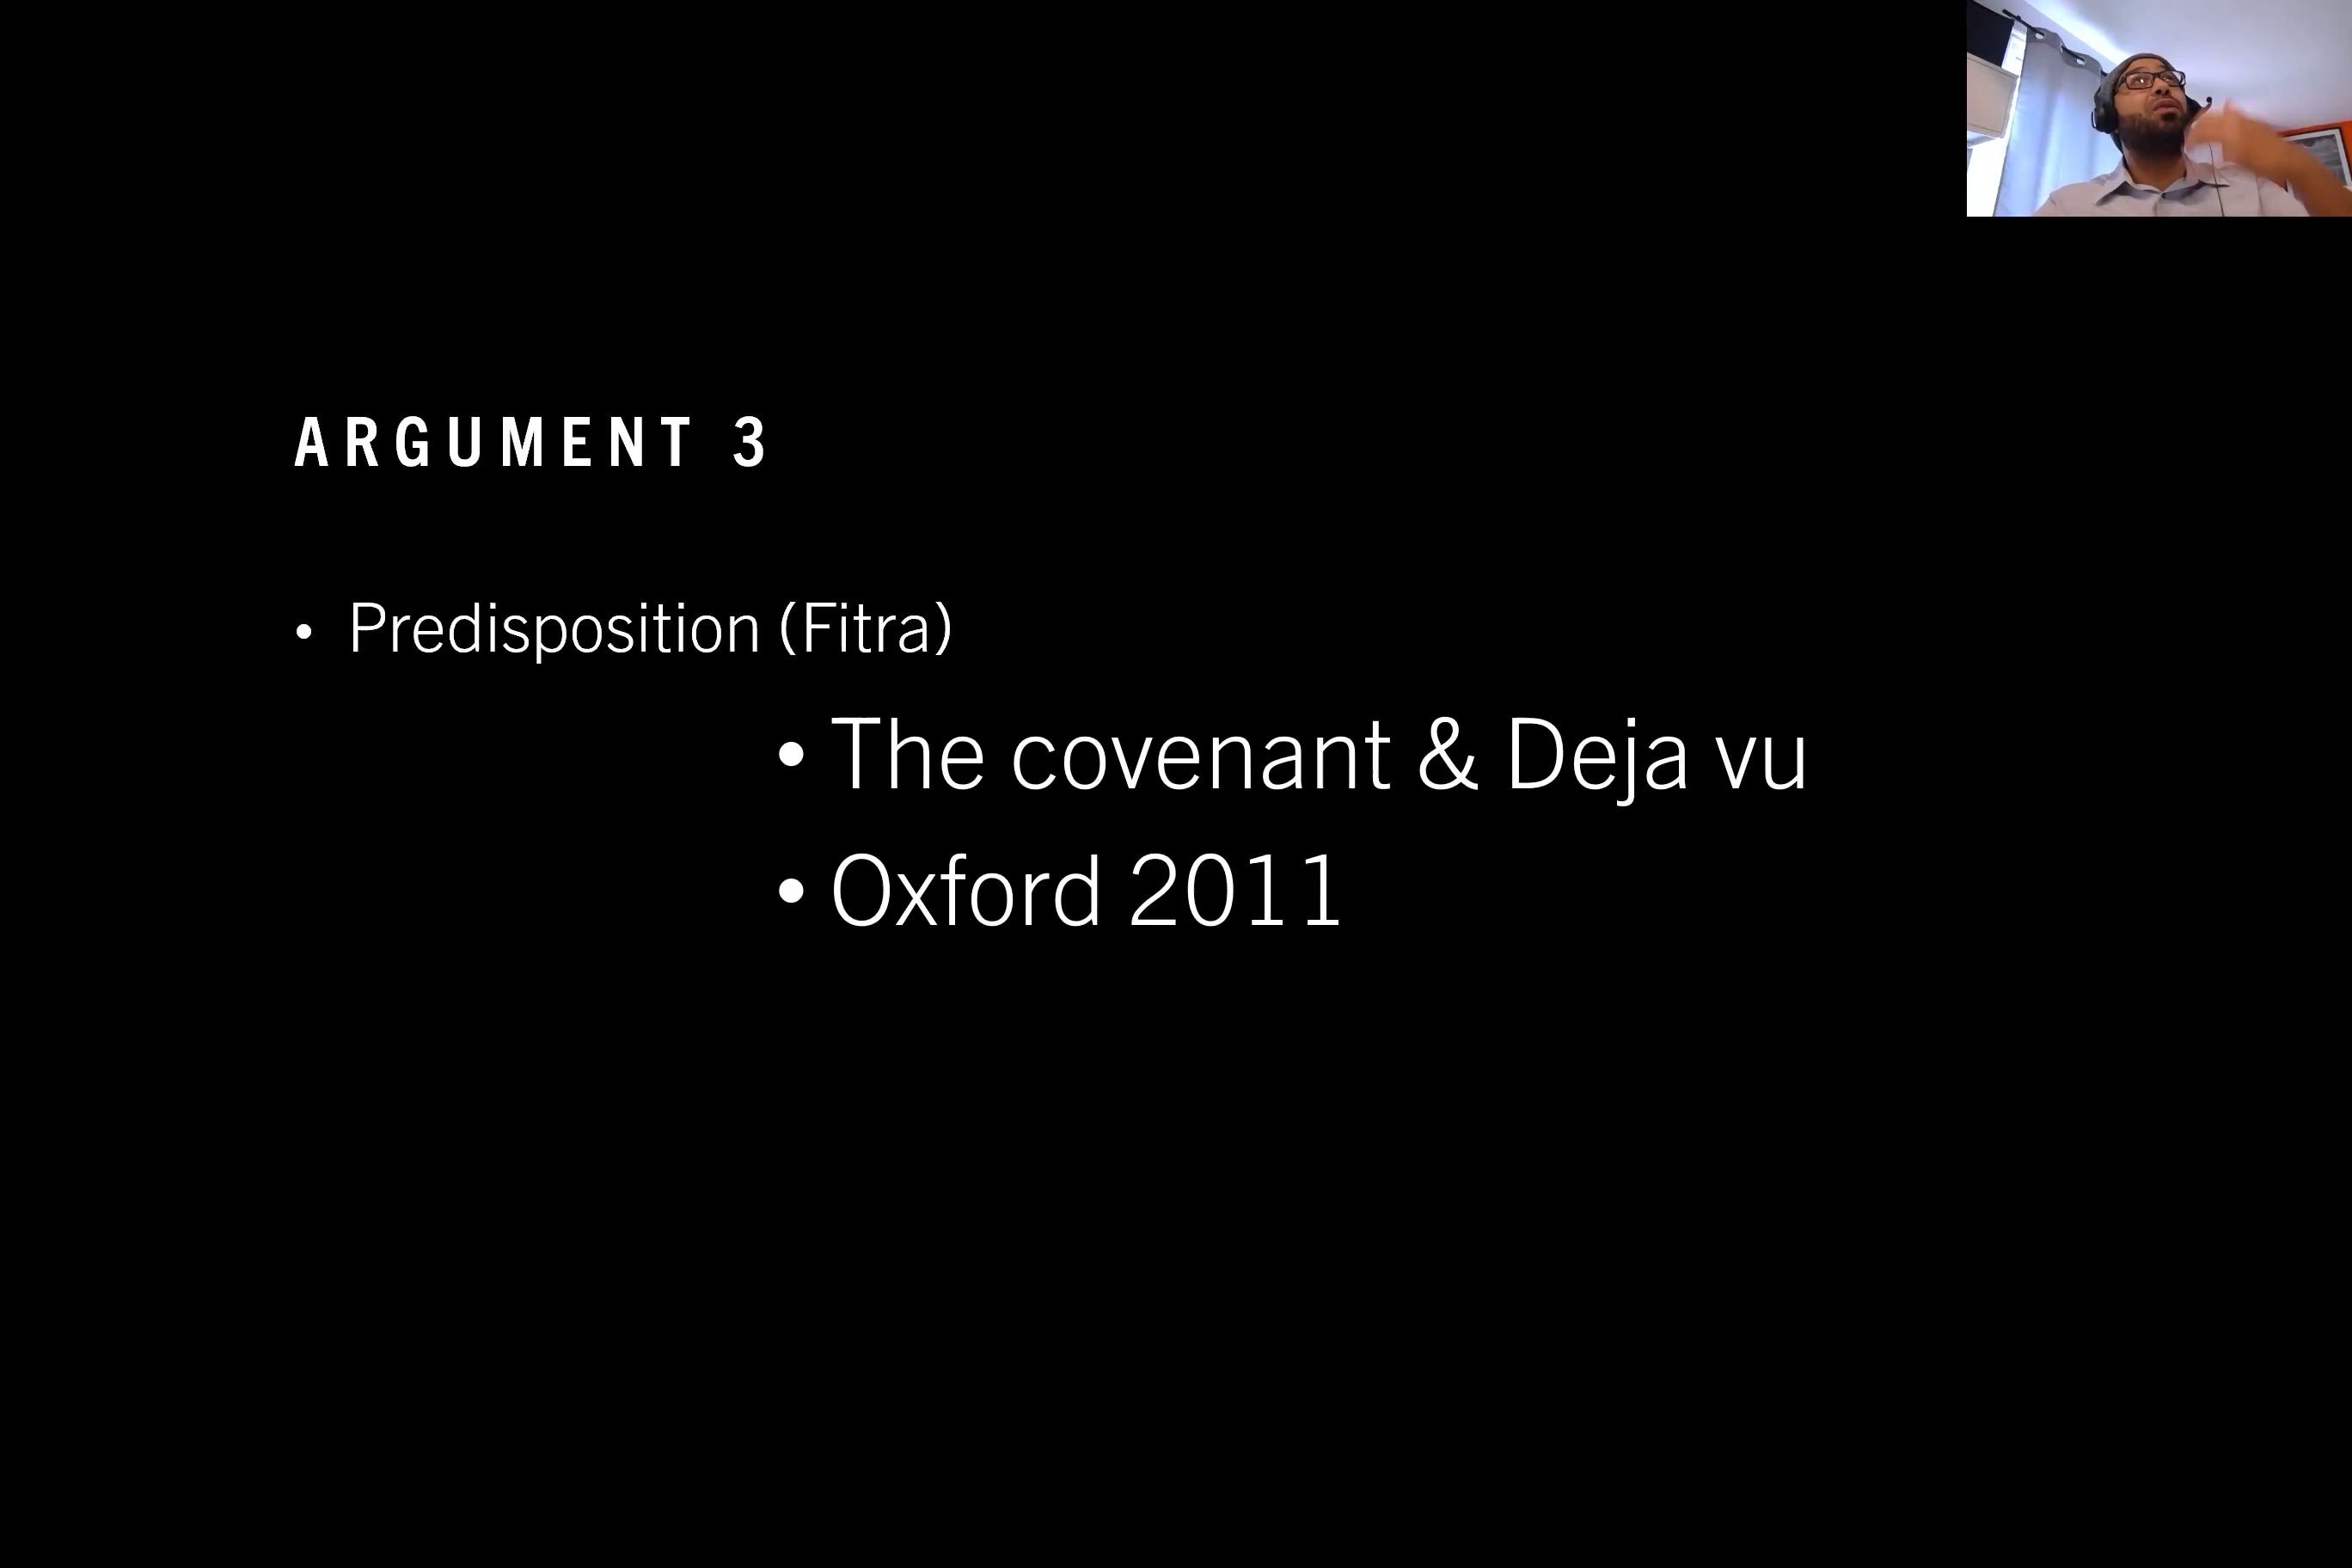 ARGUMENT 3
• Predisposition (Fitra)
• The covenant & Deja vu
• Oxford 2011